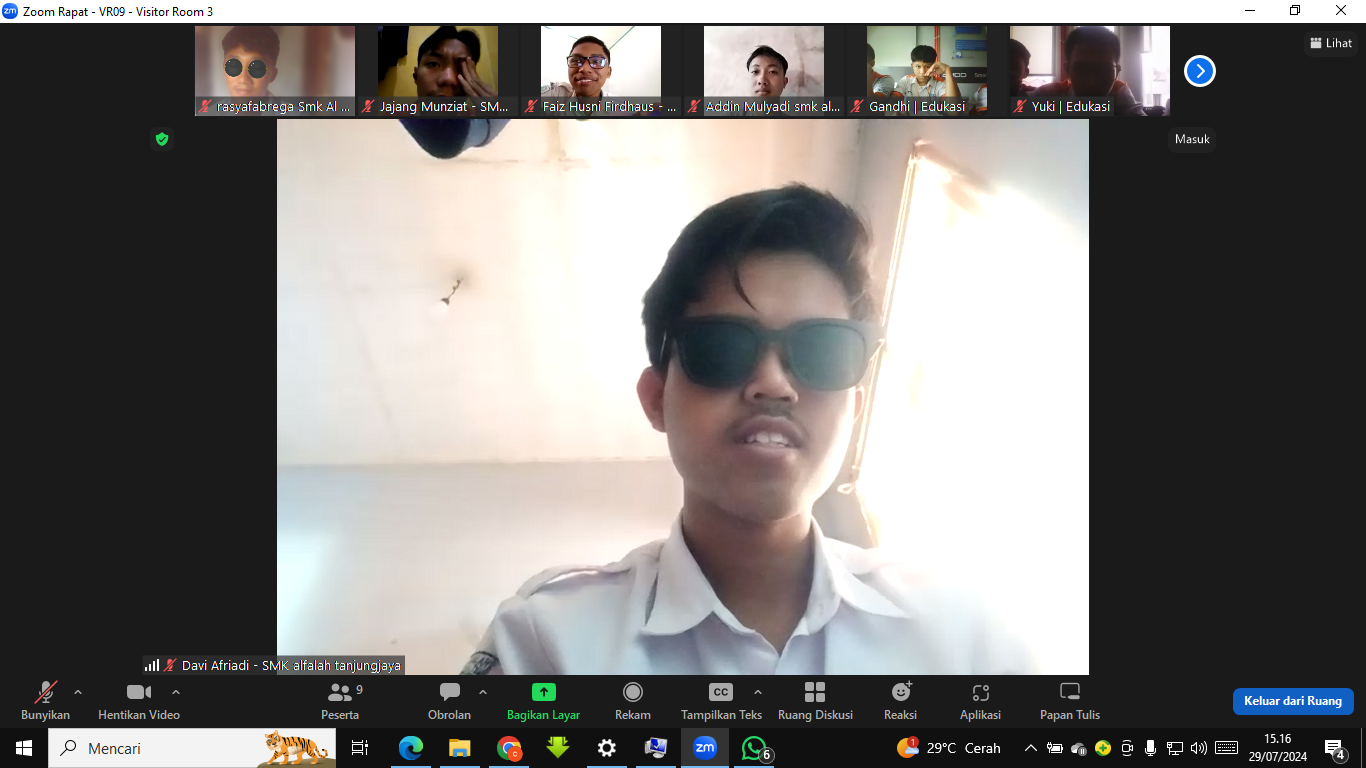 zm Zoom Rapat - VR09 - Visitor Room 3
rasyafabrega Smk Al ...
Jajang Munziat - SM...
Faiz Husni Firdhaus - ...
Addin Mulyadi smk al...
Gandhi | Edukasi
Yuki | Edukasi
Lihat
Masuk
Davi Afriadi - SMK alfalah tanjungjaya
Bunyikan
Hentikan Video
9
Peserta
Obrolan
Bagikan Layar
Rekam
CC
Tampilkan Teks
Ruang Diskusi
Reaksi
Aplikasi
Papan Tulis
Keluar dari Ruang
Mencari
zm
6
1
29°C Cerah
15.16
29/07/2024
4